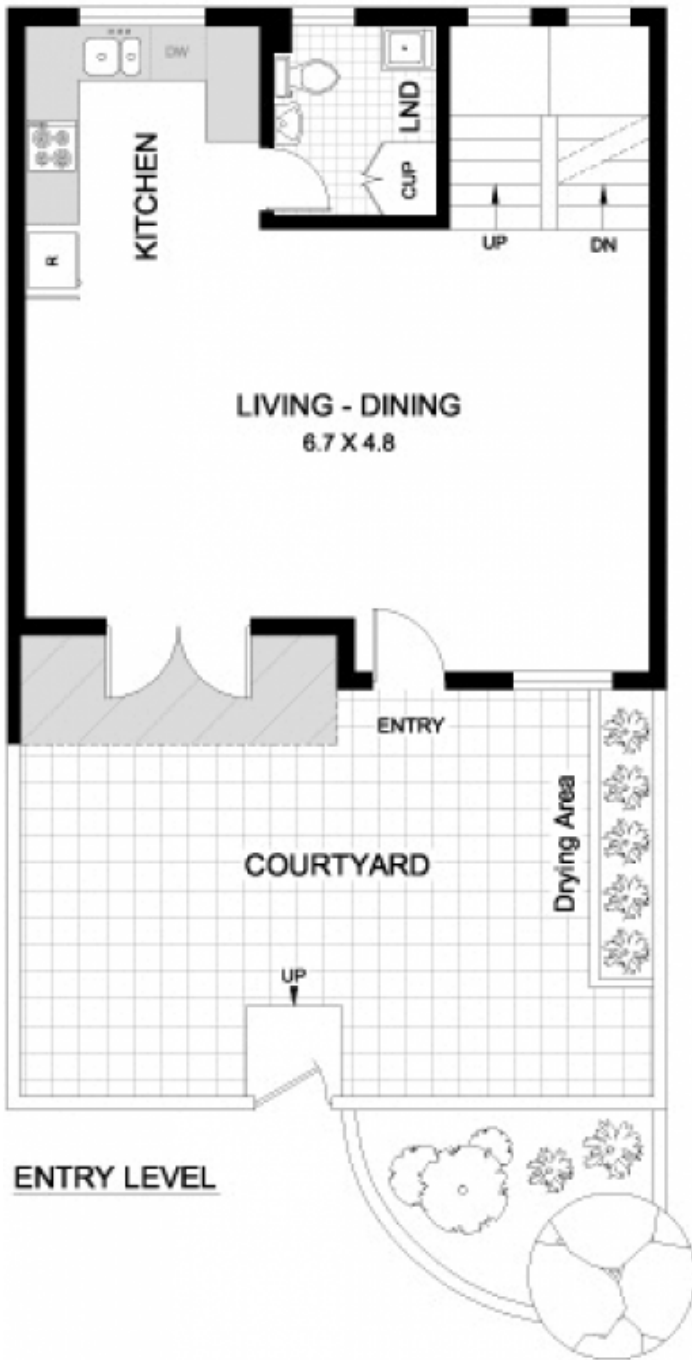 DW
KITCHEN
LND
CUP
R
UP
DN
LIVING - DINING
6.7 X 4.8
ENTRY
COURTYARD
Drying Area
UP
ENTRY LEVEL